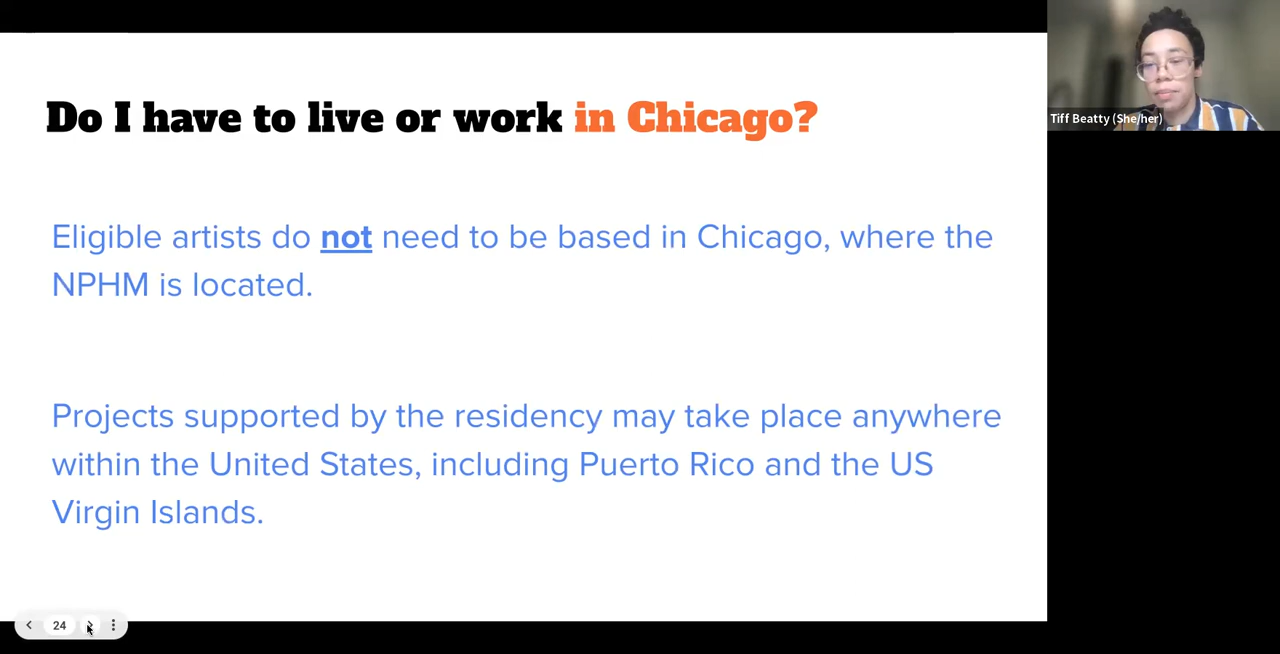 Do I have to live or work in Chicago?
Tiff Beatty (She/her)
Eligible artists do not need to be based in Chicago, where the
NPHM is located.
Projects supported by the residency may take place anywhere
within the United States, including Puerto Rico and the US
Virgin Islands.
24